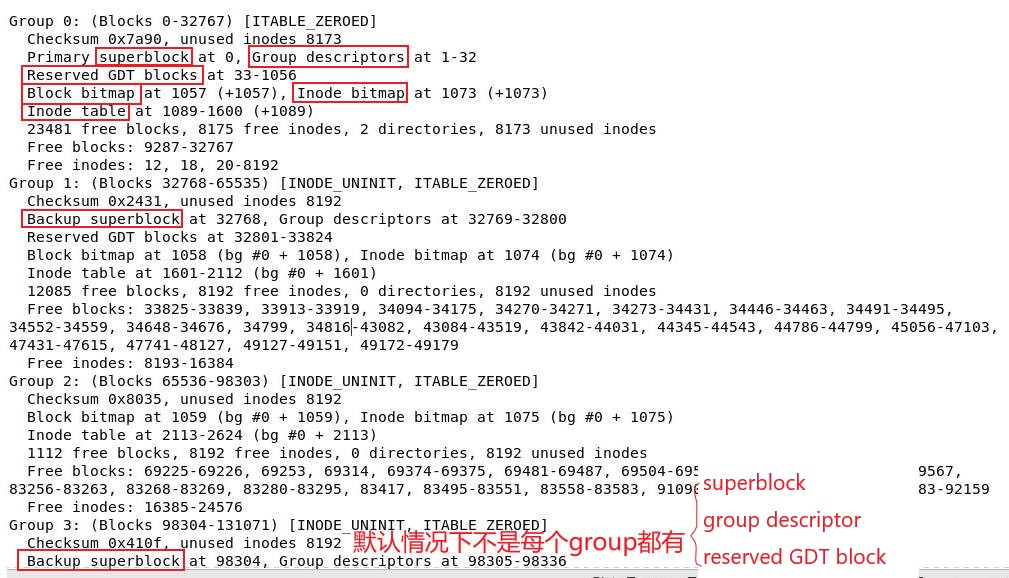 Group 0: (Blocks 0-32767) [ITABLE_ZEROED]
Checksum 0x7a90, unused inodes 8173
Primary superblock at 0, Group descriptors at 1-32
Reserved GDT blocks at 33-1056
Block bitmap at 1057 (+1057), Inode bitmap at 1073 (+1073)
Inode table at 1089-1600 (+1089)
23481 free blocks, 8175 free inodes, 2 directories, 8173 unused inodes
Free blocks: 9287-32767
Free inodes: 12, 18, 20-8192
Group 1: (Blocks 32768-65535) [INODE_UNINIT, ITABLE_ZEROED]
Checksum 0x2431, unused inodes 8192
Backup superblock at 32768, Group descriptors at 32769-32800
Reserved GDT blocks at 32801-33824
Block bitmap at 1058 (bg #0 + 1058), Inode bitmap at 1074 (bg #0 + 1074)
Inode table at 1601-2112 (bg #0 + 1601)
12085 free blocks, 8192 free inodes, 0 directories, 8192 unused inodes
Free blocks: 33825-33839, 33913-33919, 34094-34175, 34270-34271, 34273-34431, 34446-34463, 34491-34495,
34552-34559, 34648-34676, 34799, 34816-43082, 43084-43519, 43842-44031, 44345-44543, 44786-44799, 45056-47103,
47431-47615, 47741-48127, 49127-49151, 49172-49179
Free inodes: 8193-16384
Group 2: (Blocks 65536-98303) [INODE_UNINIT, ITABLE_ZEROED]
Checksum 0x8035, unused inodes 8192
Block bitmap at 1059 (bg #0 + 1059), Inode bitmap at 1075 (bg #0 + 1075)
Inode table at 2113-2624 (bg #0 + 2113)
1112 free blocks, 8192 free inodes, 0 directories, 8192 unused inodes
Free blocks: 69225-69226, 69253, 69314, 69374-69375, 69481-69487, 69504-695 9567,
83256-83263, 83268-83269, 83280-83295, 83417, 83495-83551, 83558-83583, 9109 83-92159
superblock
Free inodes: 16385-24576
group descriptor
Group 3: (Blocks 98304-131071) [INODE_UNINIT, ITABLE_ZEROED]
Checksum 0x410f, unused inodes 8192
默认情况下不是每个group都有
reserved GDT block
Backup superblock at 98304, Group descriptors at 98305-98336